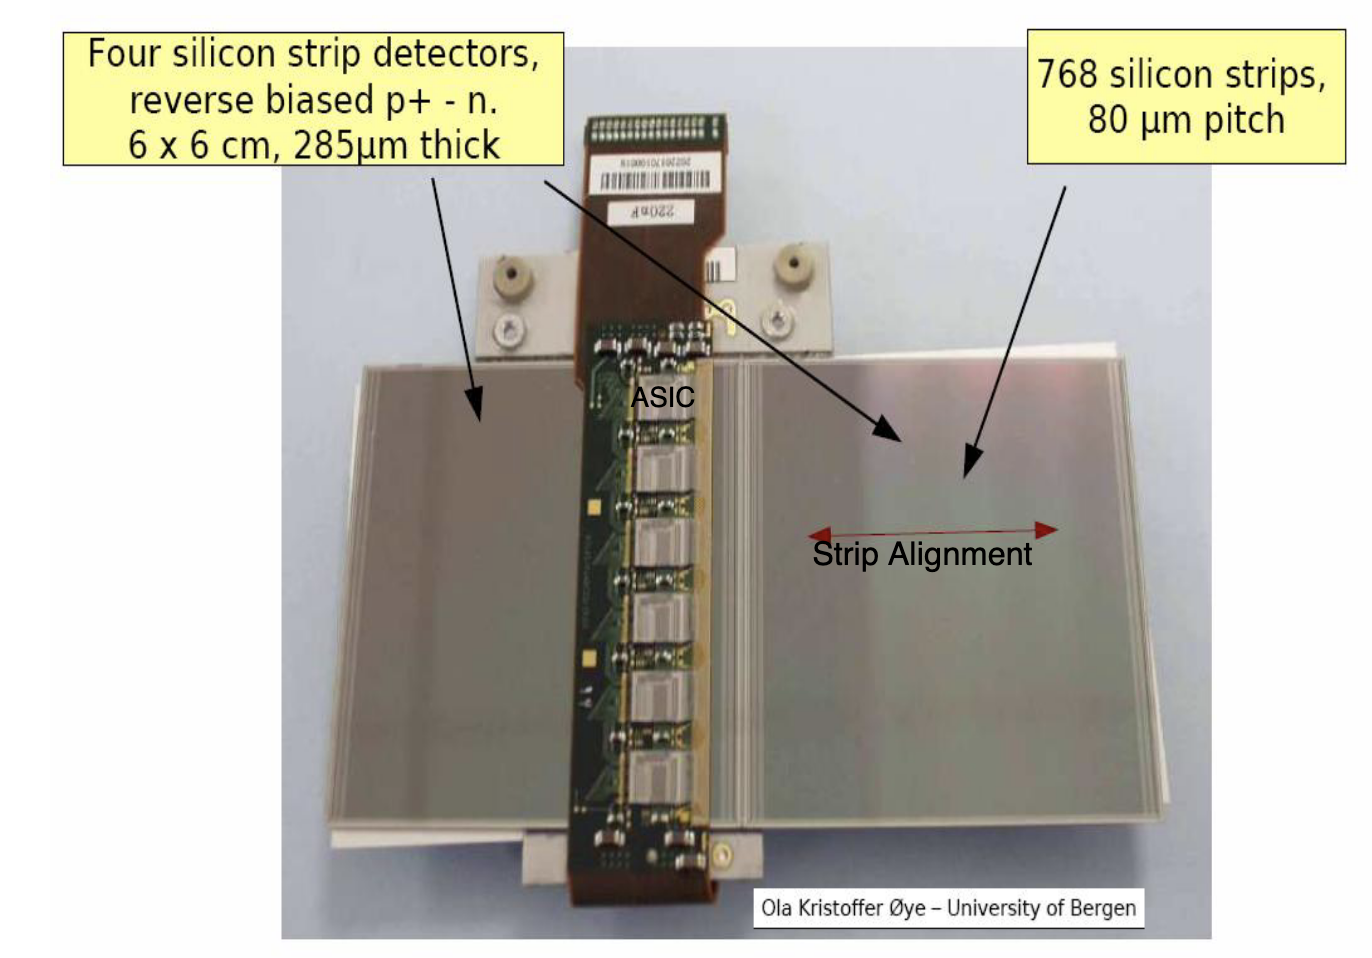 Four silicon strip detectors,
reverse biased p+ - n.
6 x 6 cm, 285µm thick
768 silicon strips,
80 µm pitch
220nF
ASIC
Strip Alignment
Ola Kristoffer Øye – University of Bergen